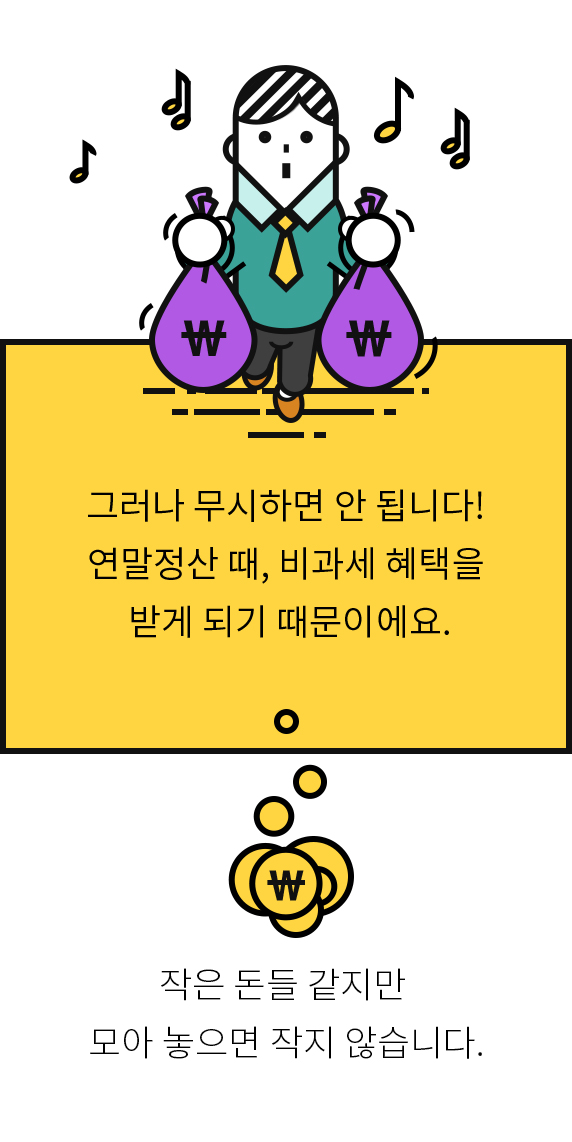 ₩ ₩
그러나 무시하면 안 됩니다!
연말정산 때, 비과세 혜택을
받게 되기 때문이에요.
₩
작은 돈들 같지만
모아 놓으면 작지 않습니다.